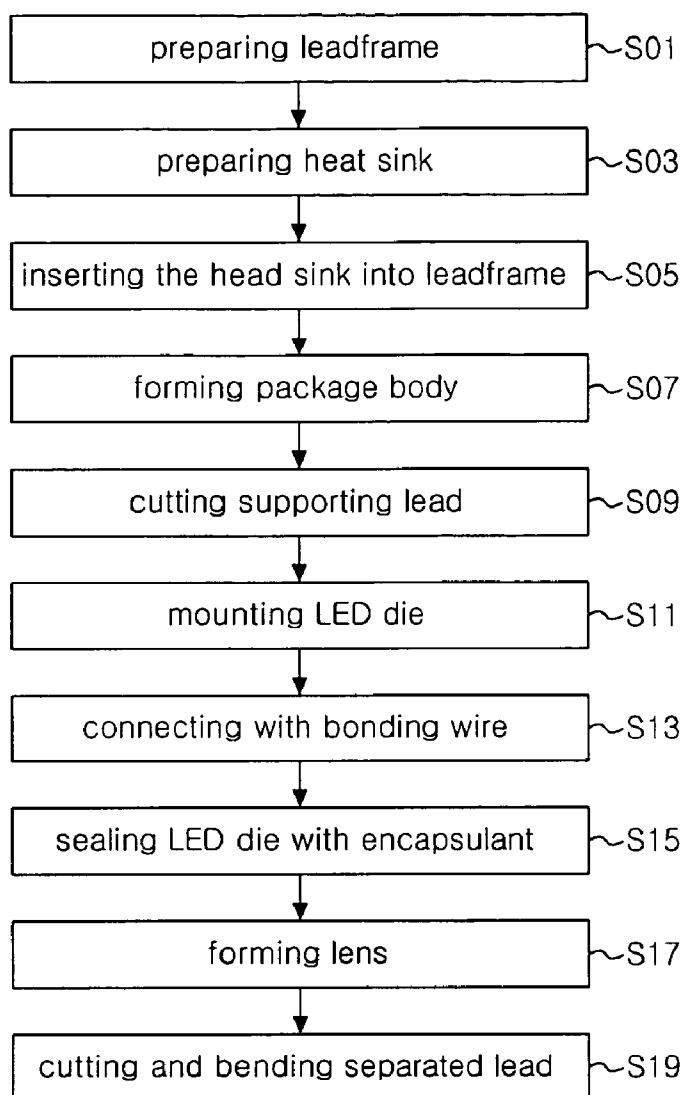 preparing leadframe S01
preparing heat sink S03
inserting the head sink into leadframe S05
forming package body S07
cutting supporting lead S09
mounting LED die S11
connecting with bonding wire S13
sealing LED die with encapsulant S15
forming lens S17
cutting and bending separated lead S19